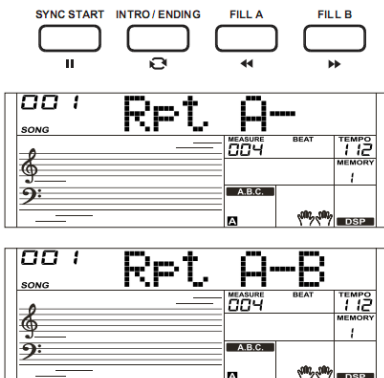 SYNC START INTRO / ENDING FILL A FILL B
001 Rpt A-
SONG
MEASURE BEAT TEMPO
004 112
MEMORY
1
A.B.C.
A DSP
001 Rpt A-B
SONG
MEASURE BEAT TEMPO
004 112
MEMORY
1
A.B.C.
A DSP